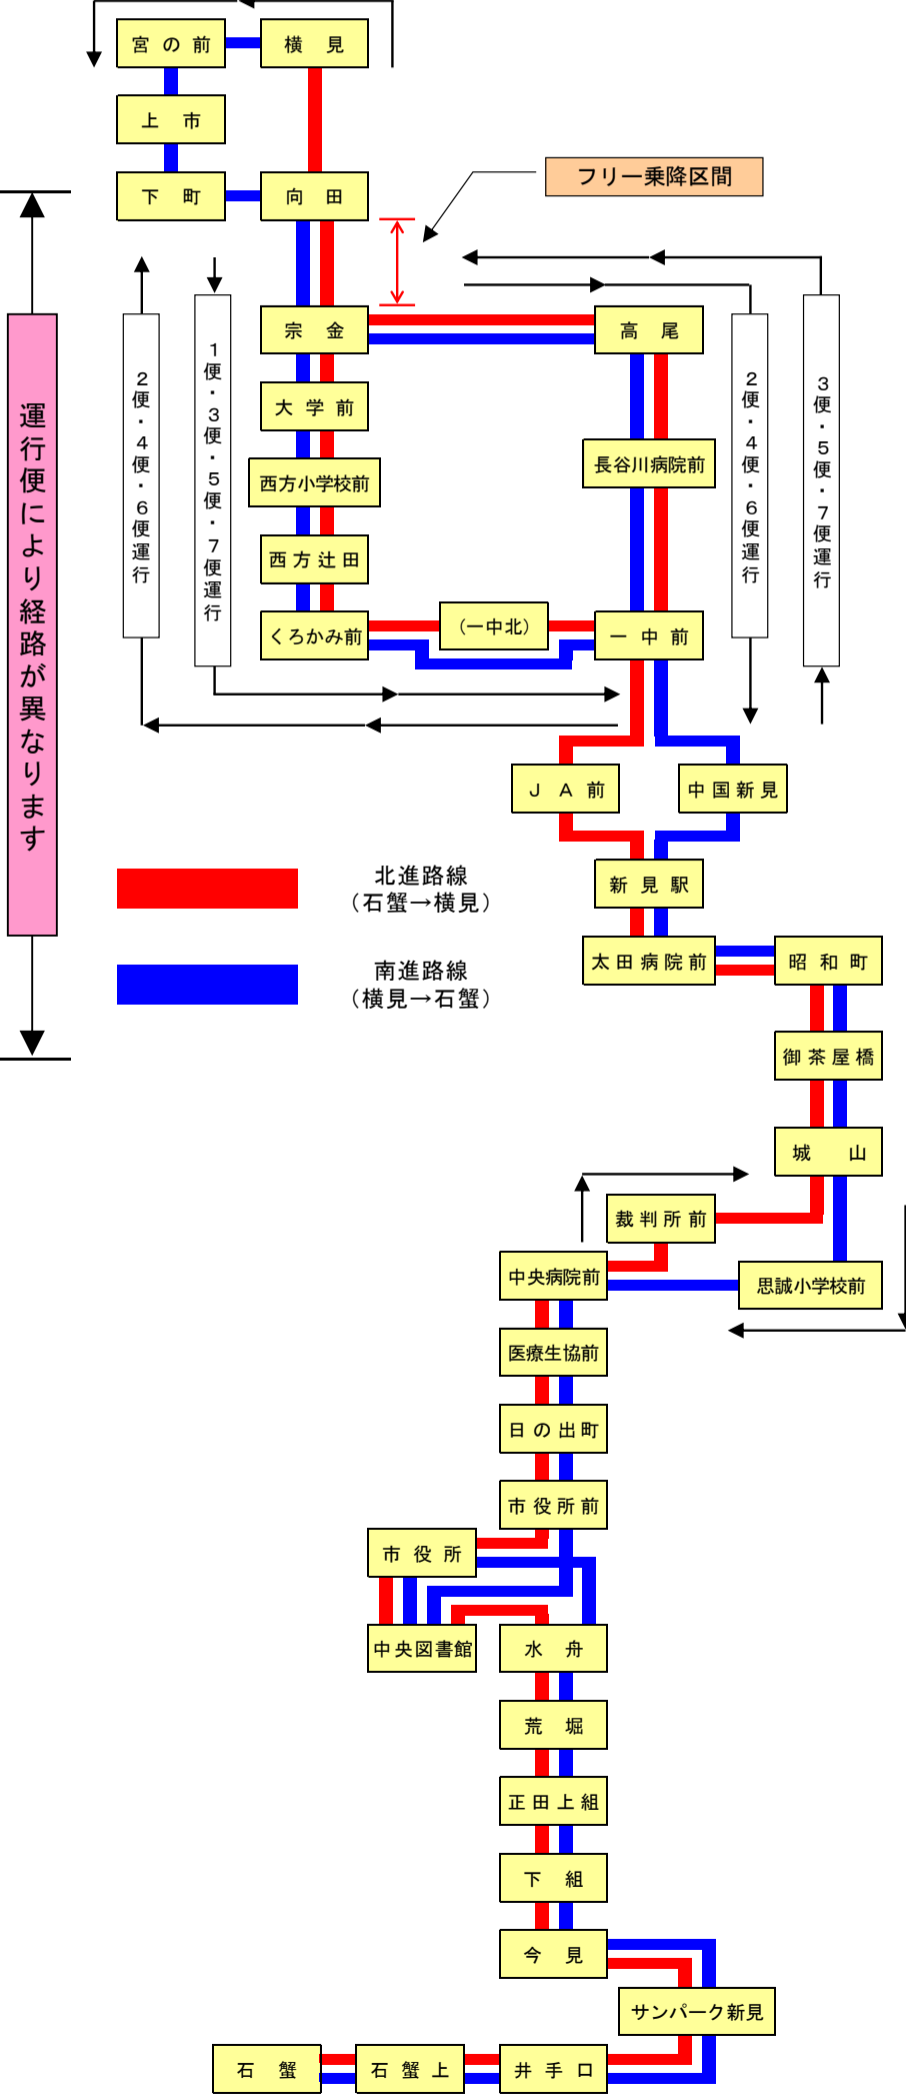 宮の前
横見
上市
下町
向田
フリー乗降区間
宗金
高尾
大学前
長谷川病院前
西方小学校前
西方辻田
くろかみ前
（一中北）
一中前
2便・4便・6便運行
1便・3便・5便・7便運行
2便・4便・6便運行
3便・5便・7便運行
運行便により経路が異なります
JA前
中国新見
新見駅
北進路線
（石蟹→横見）
太田病院前
昭和町
南進路線
（横見→石蟹）
御茶屋橋
城山
裁判所前
中央病院前
思誠小学校前
医療生協前
日の出町
市役所前
市役所
中央図書館
水舟
荒堀
正田上組
下組
今見
サンパーク新見
石蟹
石蟹上
井手口